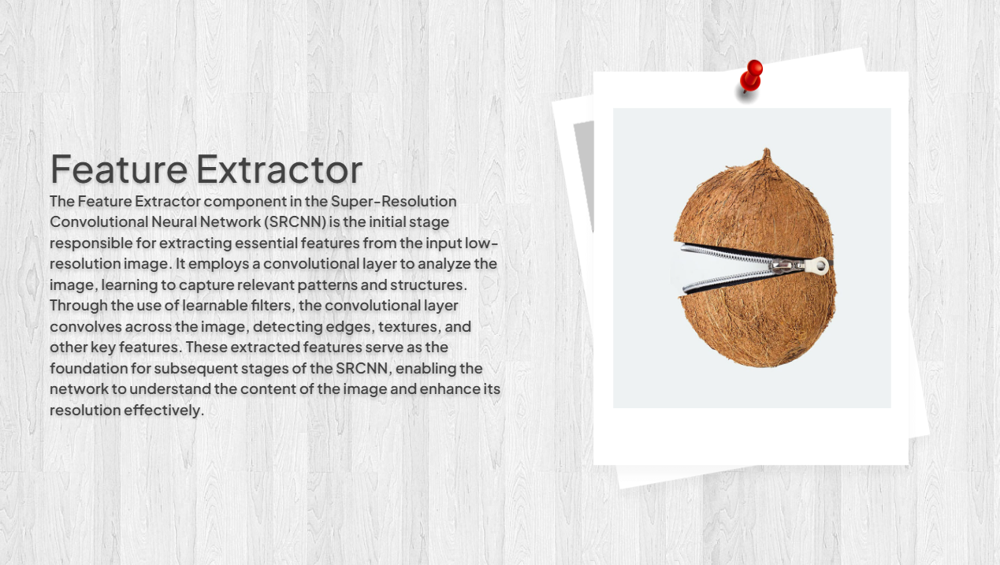 Feature Extractor
The Feature Extractor component in the Super-Resolution
Convolutional Neural Network (SRCNN) is the initial stage
responsible for extracting essential features from the input low-
resolution image. It employs a convolutional layer to analyze the
image, learning to capture relevant patterns and structures.
Through the use of learnable filters, the convolutional layer
convolves across the image, detecting edges, textures, and
other key features. These extracted features serve as the
foundation for subsequent stages of the SRCNN, enabling the
network to understand the content of the image and enhance its
resolution effectively.